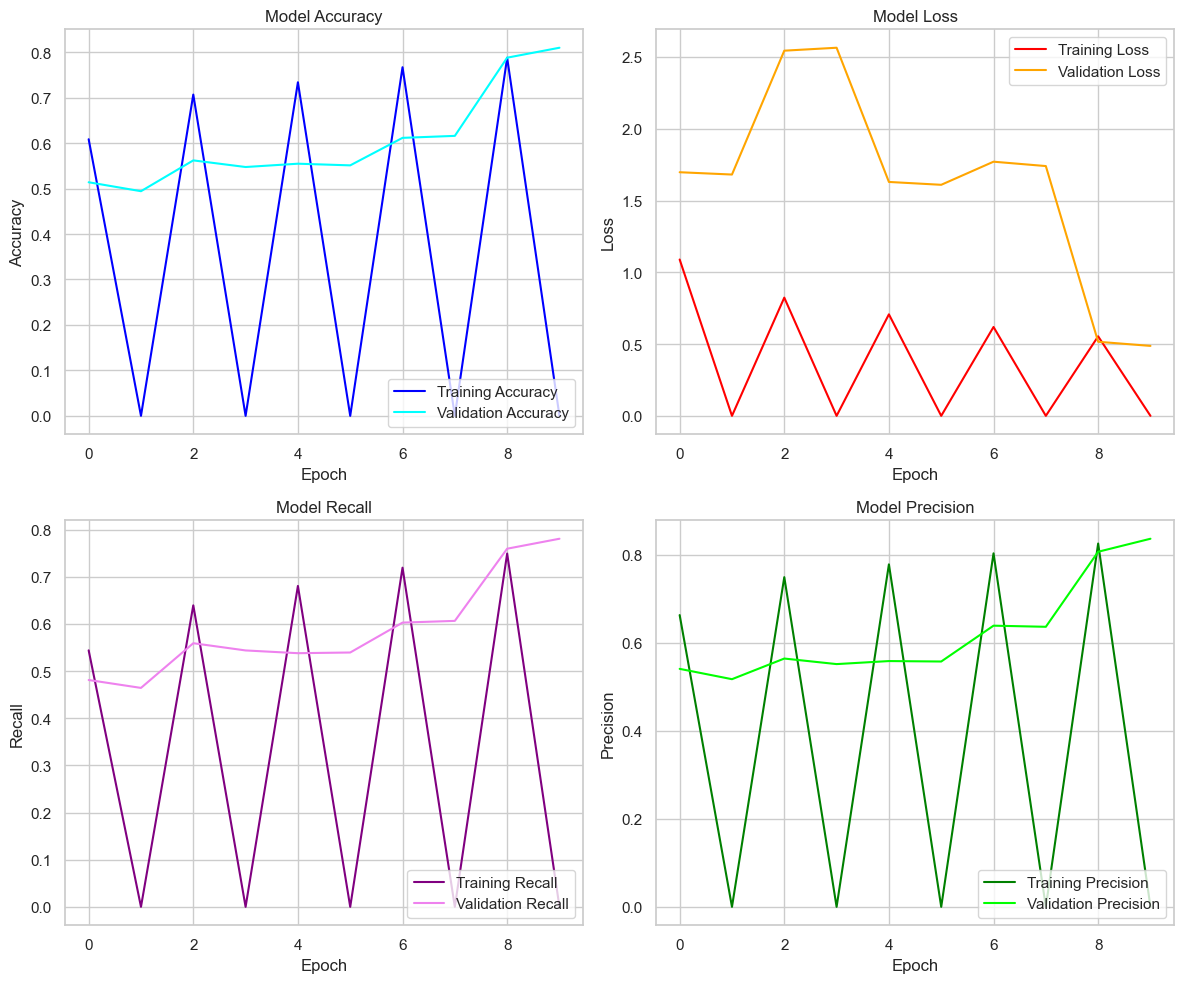 Model Accuracy
0.8
0.7
0.6
0.5
0.4
0.3
0.2
0.1
0.0
Accuracy
Training Accuracy
Validation Accuracy
0 2 4 6 8
Epoch
Model Loss
2.5
2.0
1.5
1.0
0.5
0.0
Loss
Training Loss
Validation Loss
0 2 4 6 8
Epoch
Model Recall
0.8
0.7
0.6
0.5
0.4
0.3
0.2
0.1
0.0
Recall
Training Recall
Validation Recall
0 2 4 6 8
Epoch
Model Precision
0.8
0.6
0.4
0.2
0.0
Precision
Training Precision
Validation Precision
0 2 4 6 8
Epoch